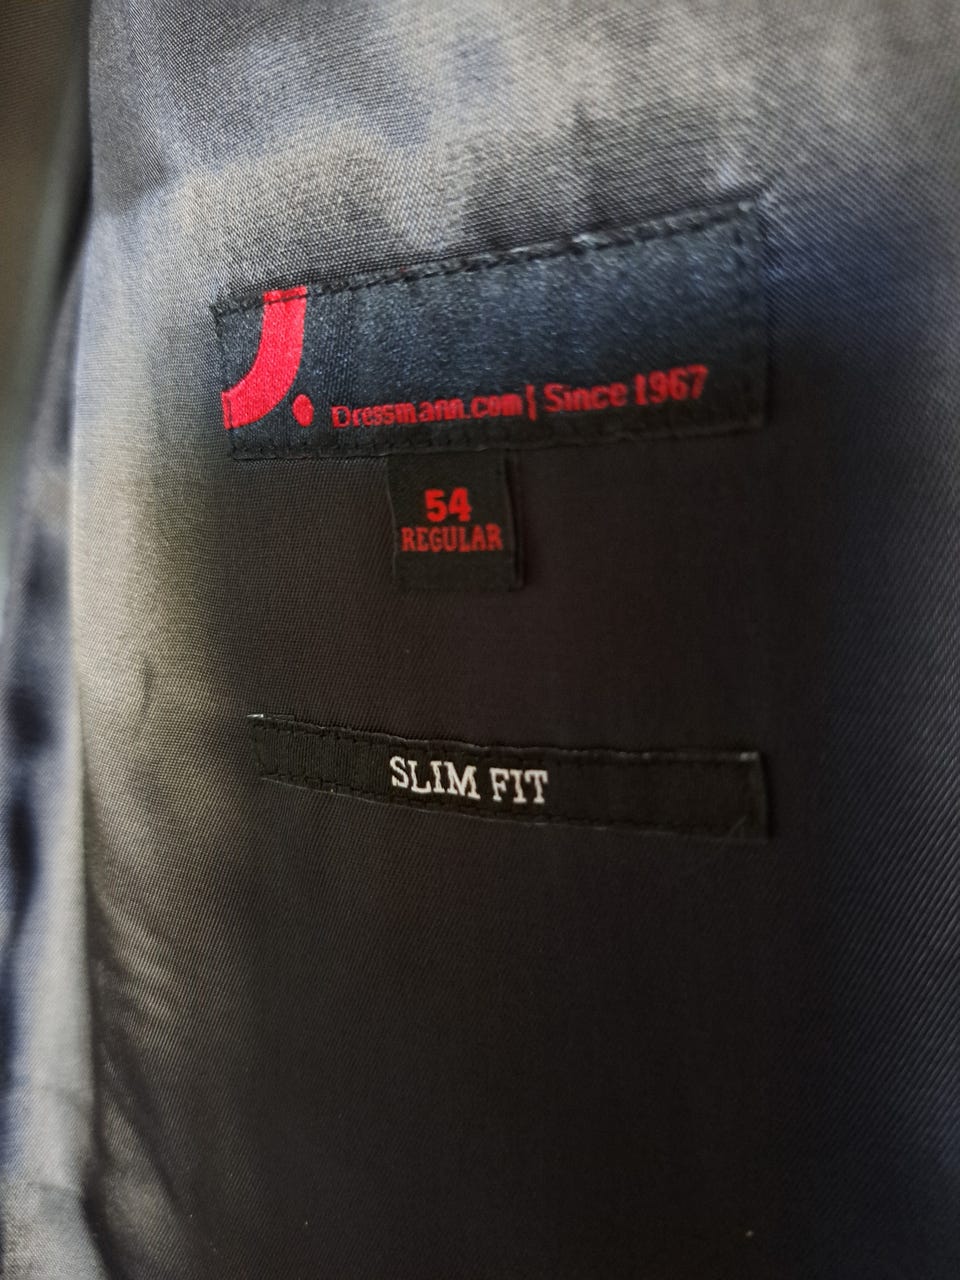 J.
Dressmann.com | Since 1967
54
REGULAR
SLIM FIT